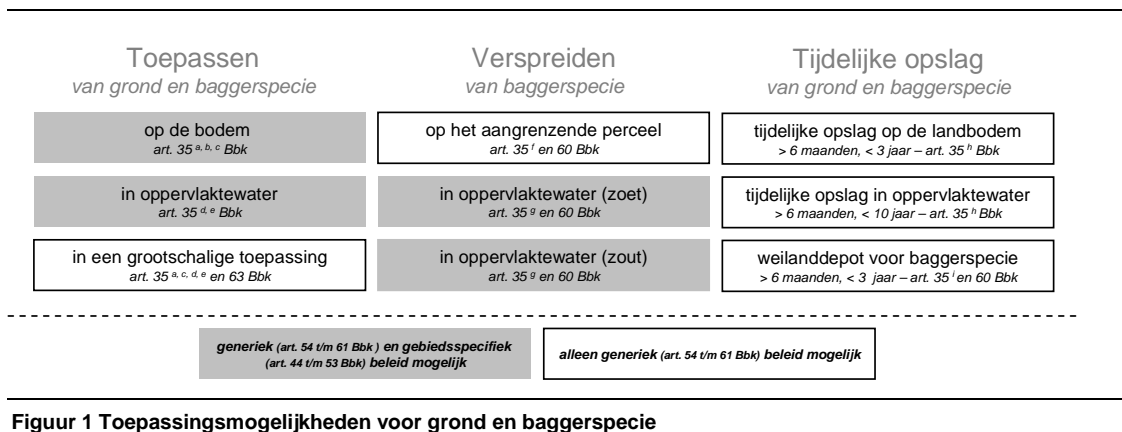 Toepassen
van grond en baggerspecie
op de bodem
art. 35 a, b, c Bbk
in oppervlaktewater
art. 35 d, e Bbk
in een grootschalige toepassing
art. 35 a, c, d, e en 63 Bbk
Verspreiden
van baggerspecie
op het aangrenzende perceel
art. 35 f en 60 Bbk
in oppervlaktewater (zoet)
art. 35 g en 60 Bbk
in oppervlaktewater (zout)
art. 35 g en 60 Bbk
Tijdelijke opslag
van grond en baggerspecie
tijdelijke opslag op de landbodem
> 6 maanden, < 3 jaar – art. 35 h Bbk
tijdelijke opslag in oppervlaktewater
> 6 maanden, < 10 jaar – art. 35 h Bbk
weilanddepot voor baggerspecie
> 6 maanden, < 3 jaar – art. 35 i en 60 Bbk
generiek (art. 54 t/m 61 Bbk ) en gebiedsspecifiek
(art. 44 t/m 53 Bbk) beleid mogelijk
alleen generiek (art. 54 t/m 61 Bbk) beleid mogelijk
Figuur 1 Toepassingsmogelijkheden voor grond en baggerspecie